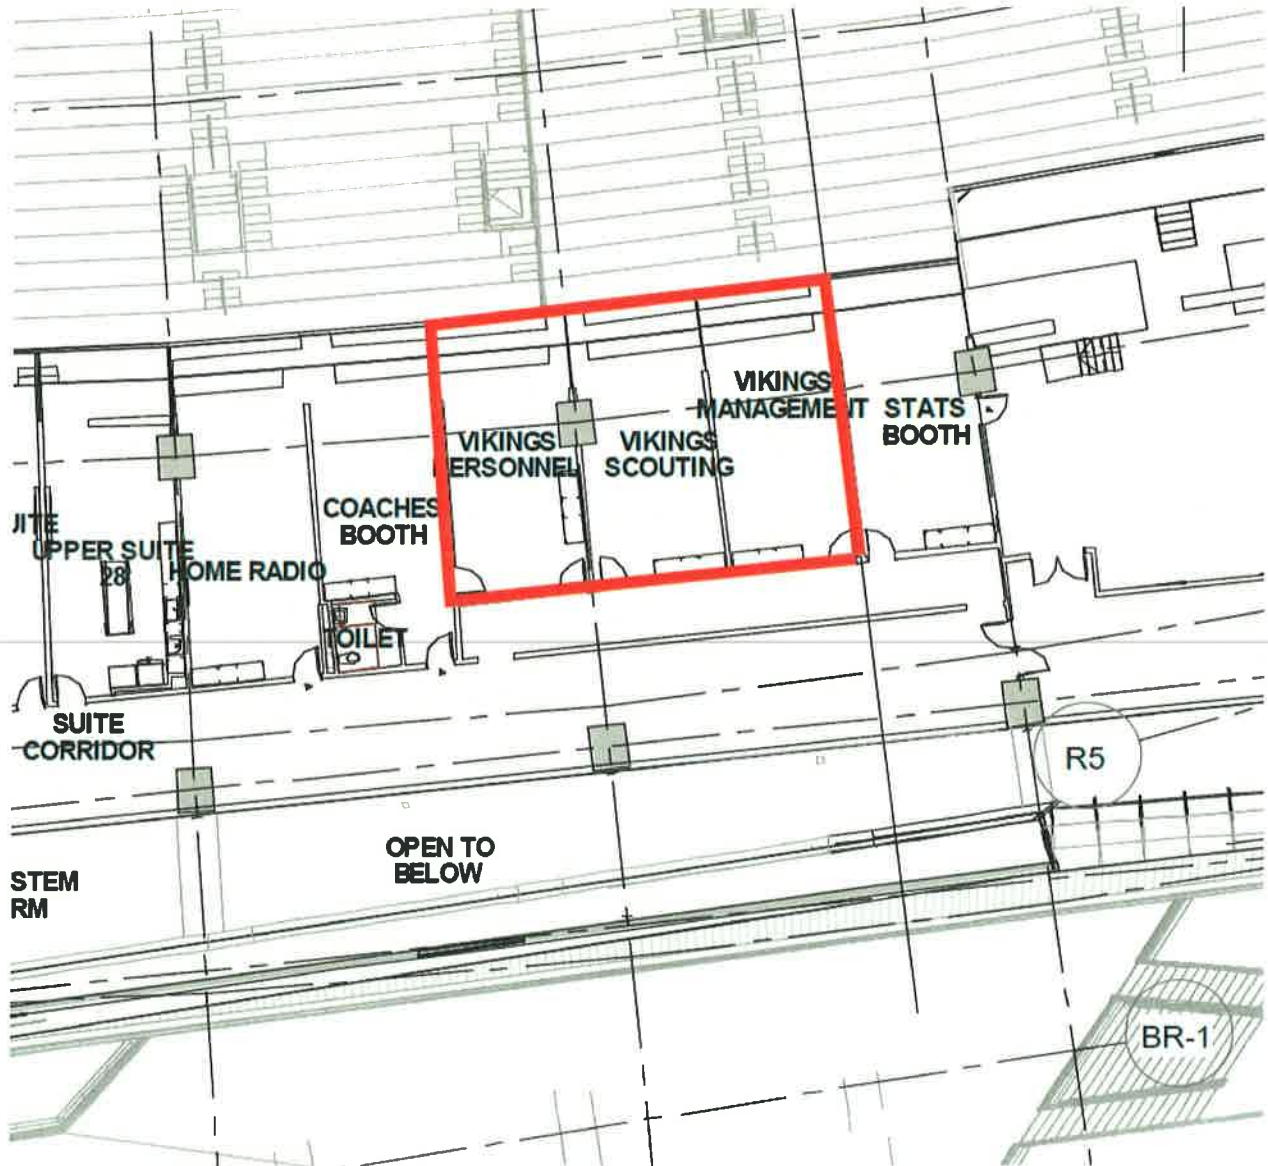 VIKINGS
MANAGEMENT
STATS
BOOTH
VIKINGS
PERSONNEL
VIKINGS
SCOUTING
COACHES
BOOTH
UPPER SUITE
28
HOME RADIO
TOILET
SUITE
CORRIDOR
R5
OPEN TO
BELOW
STEM
RM
BR-1